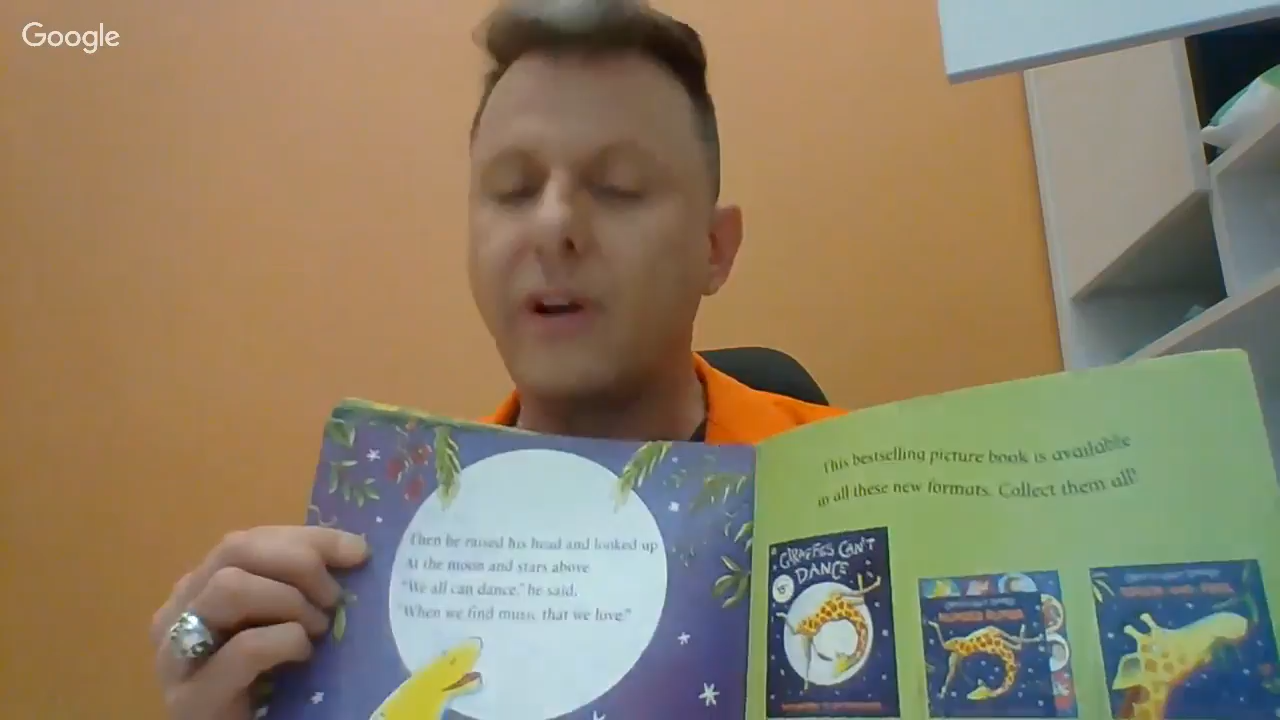 Google
Then he raised his head and looked up
At the moon and stars above.
"We all can dance," he said,
"When we find music that we love."
This bestselling picture book is available
in all these new formats. Collect them all!
GIRAFFES CAN'T
DANCE